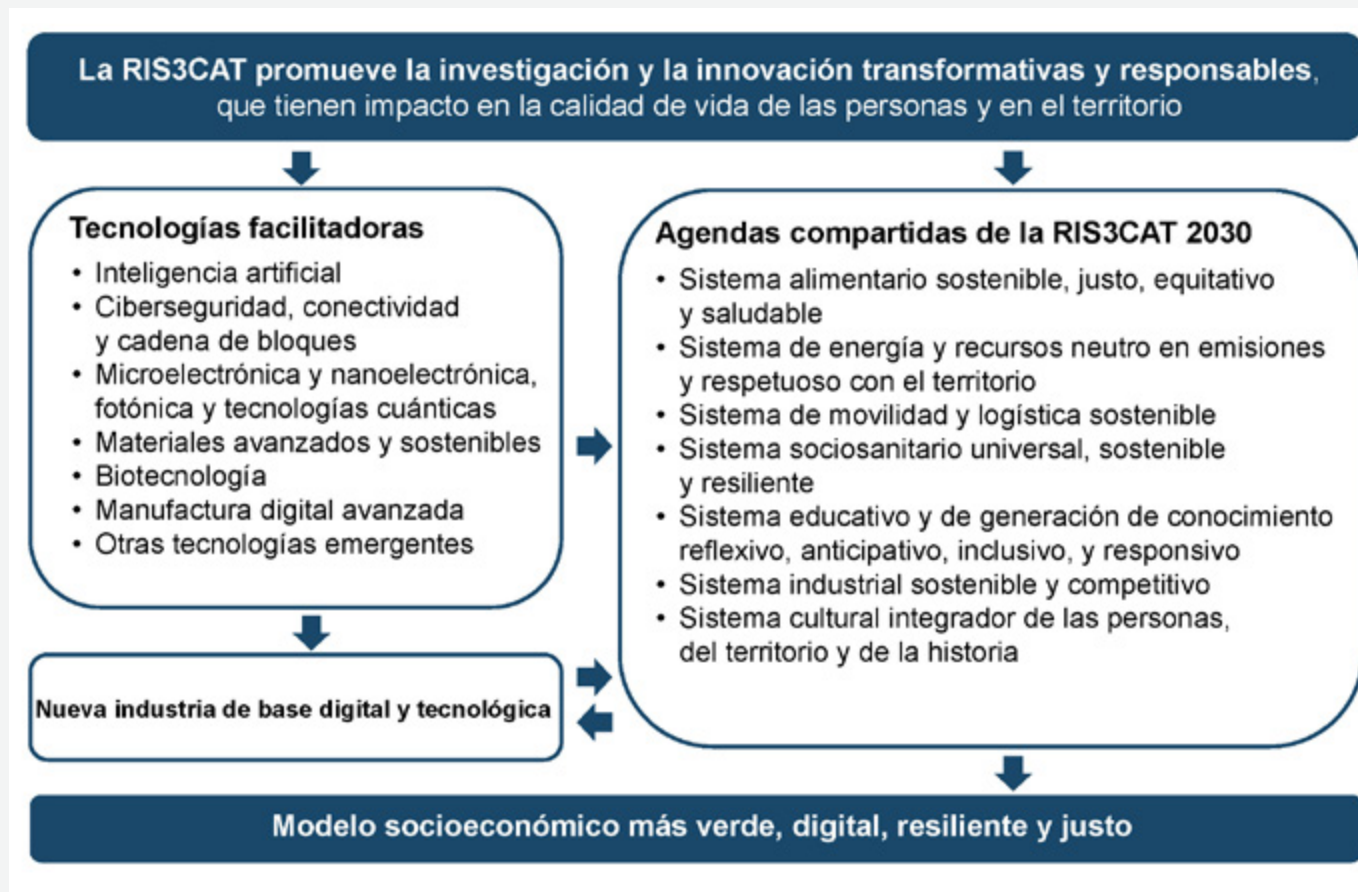 La RIS3CAT promueve la investigación y la innovación transformativas y responsables,
que tienen impacto en la calidad de vida de las personas y en el territorio
Tecnologías facilitadoras
• Inteligencia artificial
• Ciberseguridad, conectividad
y cadena de bloques
• Microelectrónica y nanoelectrónica,
fotónica y tecnologías cuánticas
• Materiales avanzados y sostenibles
• Biotecnología
• Manufactura digital avanzada
• Otras tecnologías emergentes
Nueva industria de base digital y tecnológica
Agendas compartidas de la RIS3CAT 2030
• Sistema alimentario sostenible, justo, equitativo
y saludable
• Sistema de energía y recursos neutro en emisiones
y respetuoso con el territorio
• Sistema de movilidad y logística sostenible
• Sistema sociosanitario universal, sostenible
y resiliente
• Sistema educativo y de generación de conocimiento
reflexivo, anticipativo, inclusivo, y responsivo
• Sistema industrial sostenible y competitivo
• Sistema cultural integrador de las personas,
del territorio y de la historia
Modelo socioeconómico más verde, digital, resiliente y justo